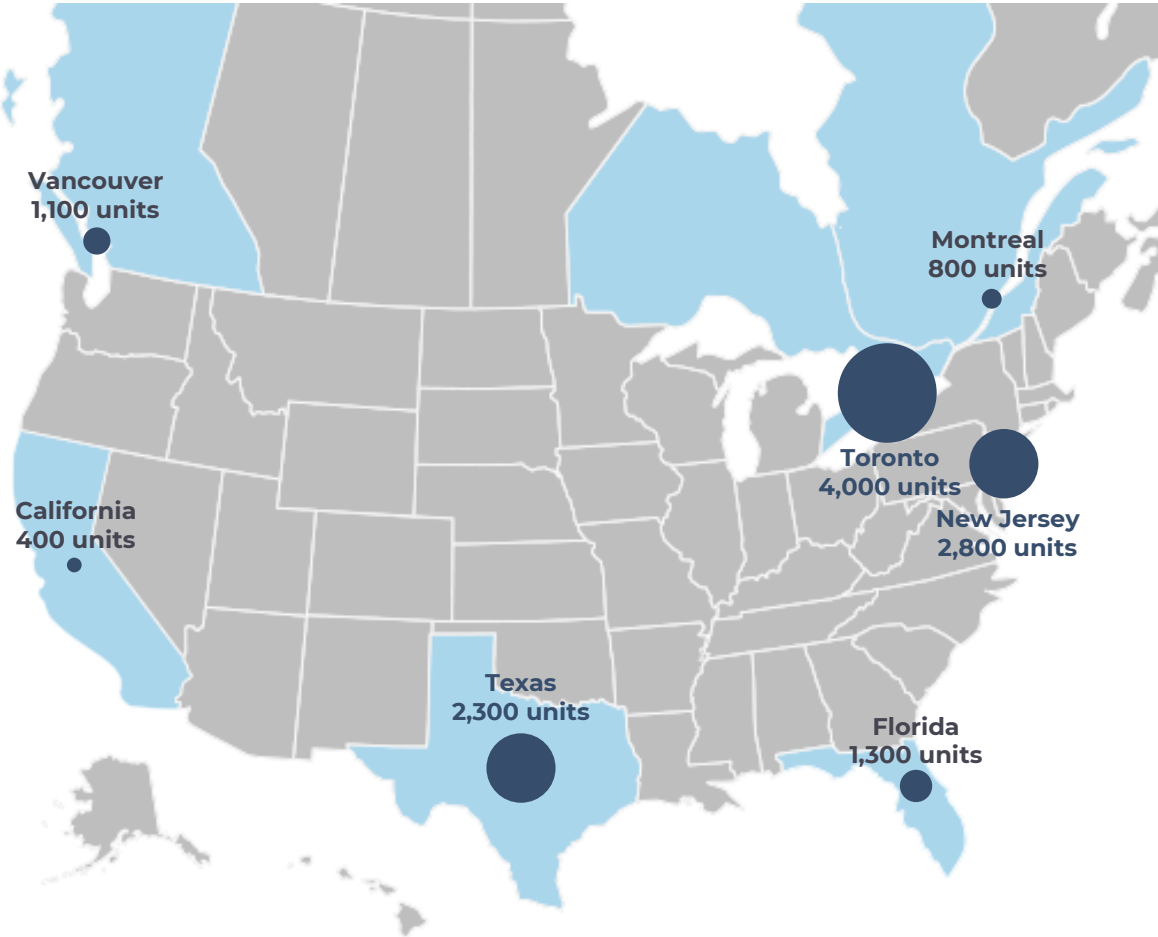 Vancouver
1,100 units
Montreal
800 units
Toronto
4,000 units
California
400 units
New Jersey
2,800 units
Texas
2,300 units
Florida
1,300 units